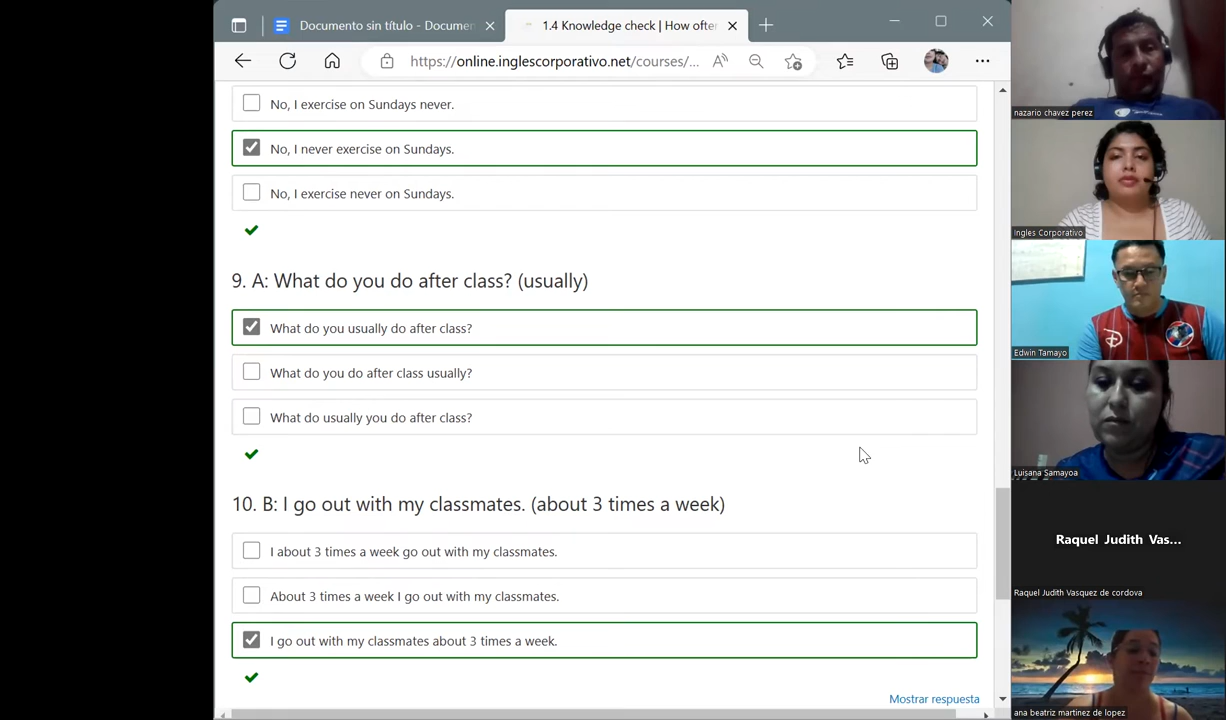 Documento sin título - Documen
1.4 Knowledge check | How ofter
https://online.inglescorporativo.net/courses/...
No, I exercise on Sundays never.
No, I never exercise on Sundays.
No, I exercise never on Sundays.
9. A: What do you do after class? (usually)
What do you usually do after class?
What do you do after class usually?
What do usually you do after class?
10. B: I go out with my classmates. (about 3 times a week)
I about 3 times a week go out with my classmates.
About 3 times a week I go out with my classmates.
I go out with my classmates about 3 times a week.
Mostrar respuesta
nazario chavez perez
Ingles Corporativo
Edwin Tamayo
Luisana Samayoa
Raquel Judith Vas...
Raquel Judith Vasquez de cordova
ana beatriz martinez de lopez